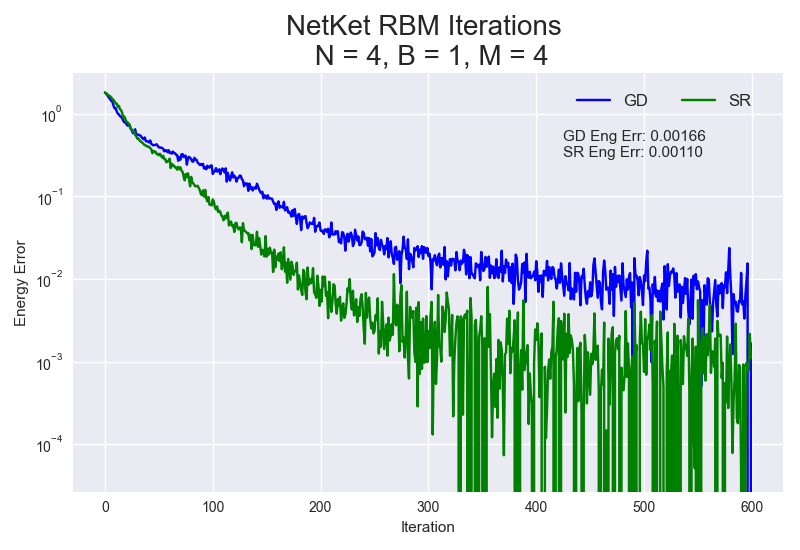 NetKet RBM Iterations
N = 4, B = 1, M = 4
GD SR
GD Eng Err: 0.00166
SR Eng Err: 0.00110
Energy Error
10⁰
10⁻¹
10⁻²
10⁻³
10⁻⁴
0 100 200 300 400 500 600
Iteration